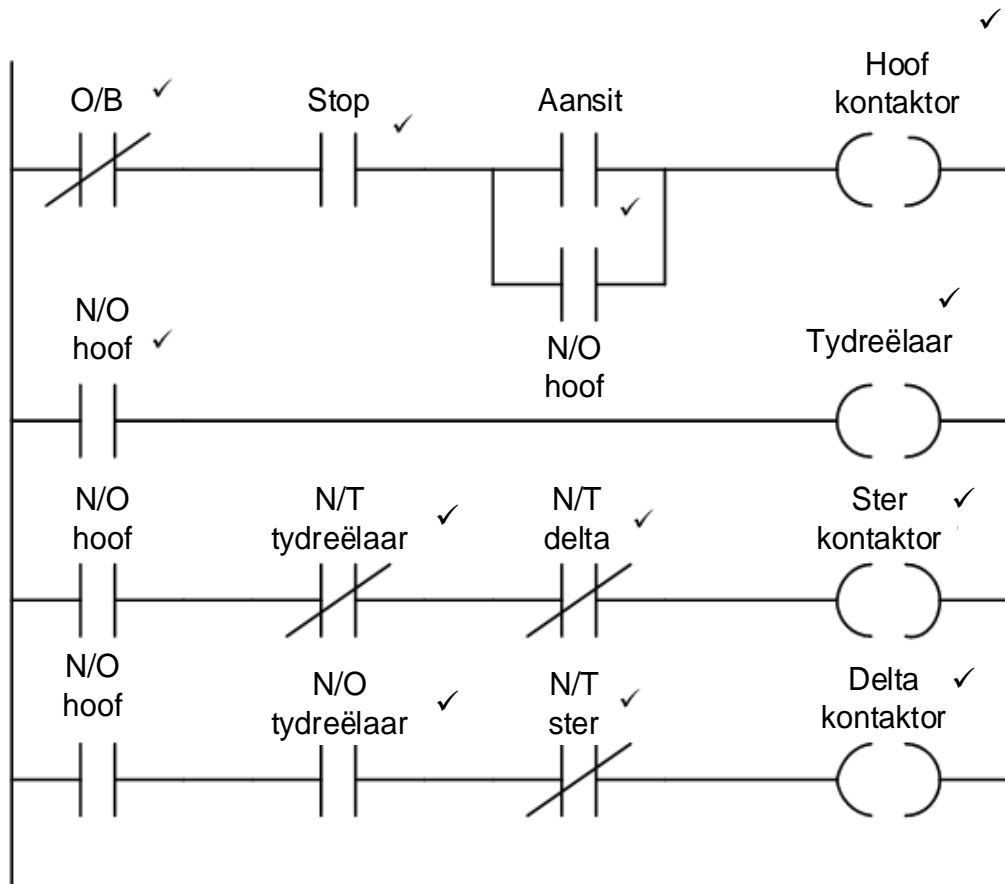 Hoof
kontaktor
✓
O/B ✓
Stop ✓
Aansit
✓
N/O
hoof
N/O
hoof ✓
Tydreëlaar ✓
N/O
hoof
N/T
tydreëlaar ✓
N/T
delta ✓
Ster
kontaktor ✓
N/O
hoof
N/O
tydreëlaar ✓
N/T
ster ✓
Delta
kontaktor ✓